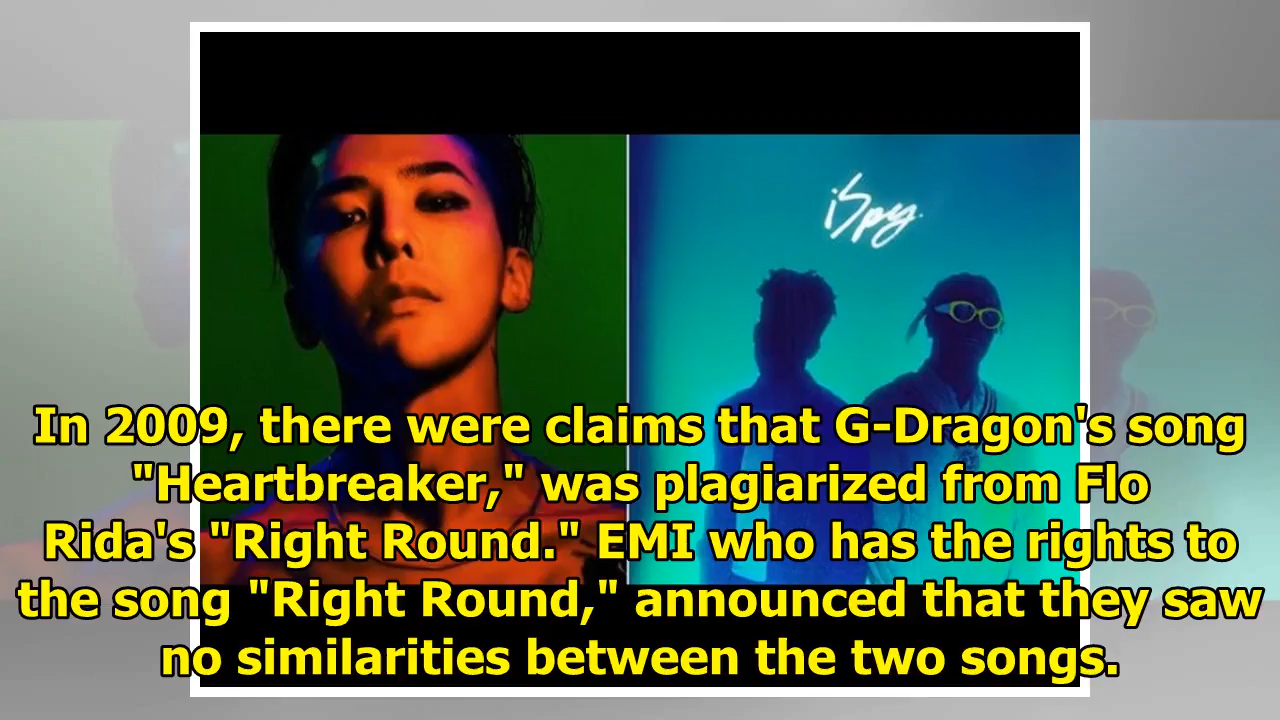 iSpy.
In 2009, there were claims that G-Dragon's song
"Heartbreaker," was plagiarized from Flo
Rida's "Right Round." EMI who has the rights to
the song "Right Round," announced that they saw
no similarities between the two songs.